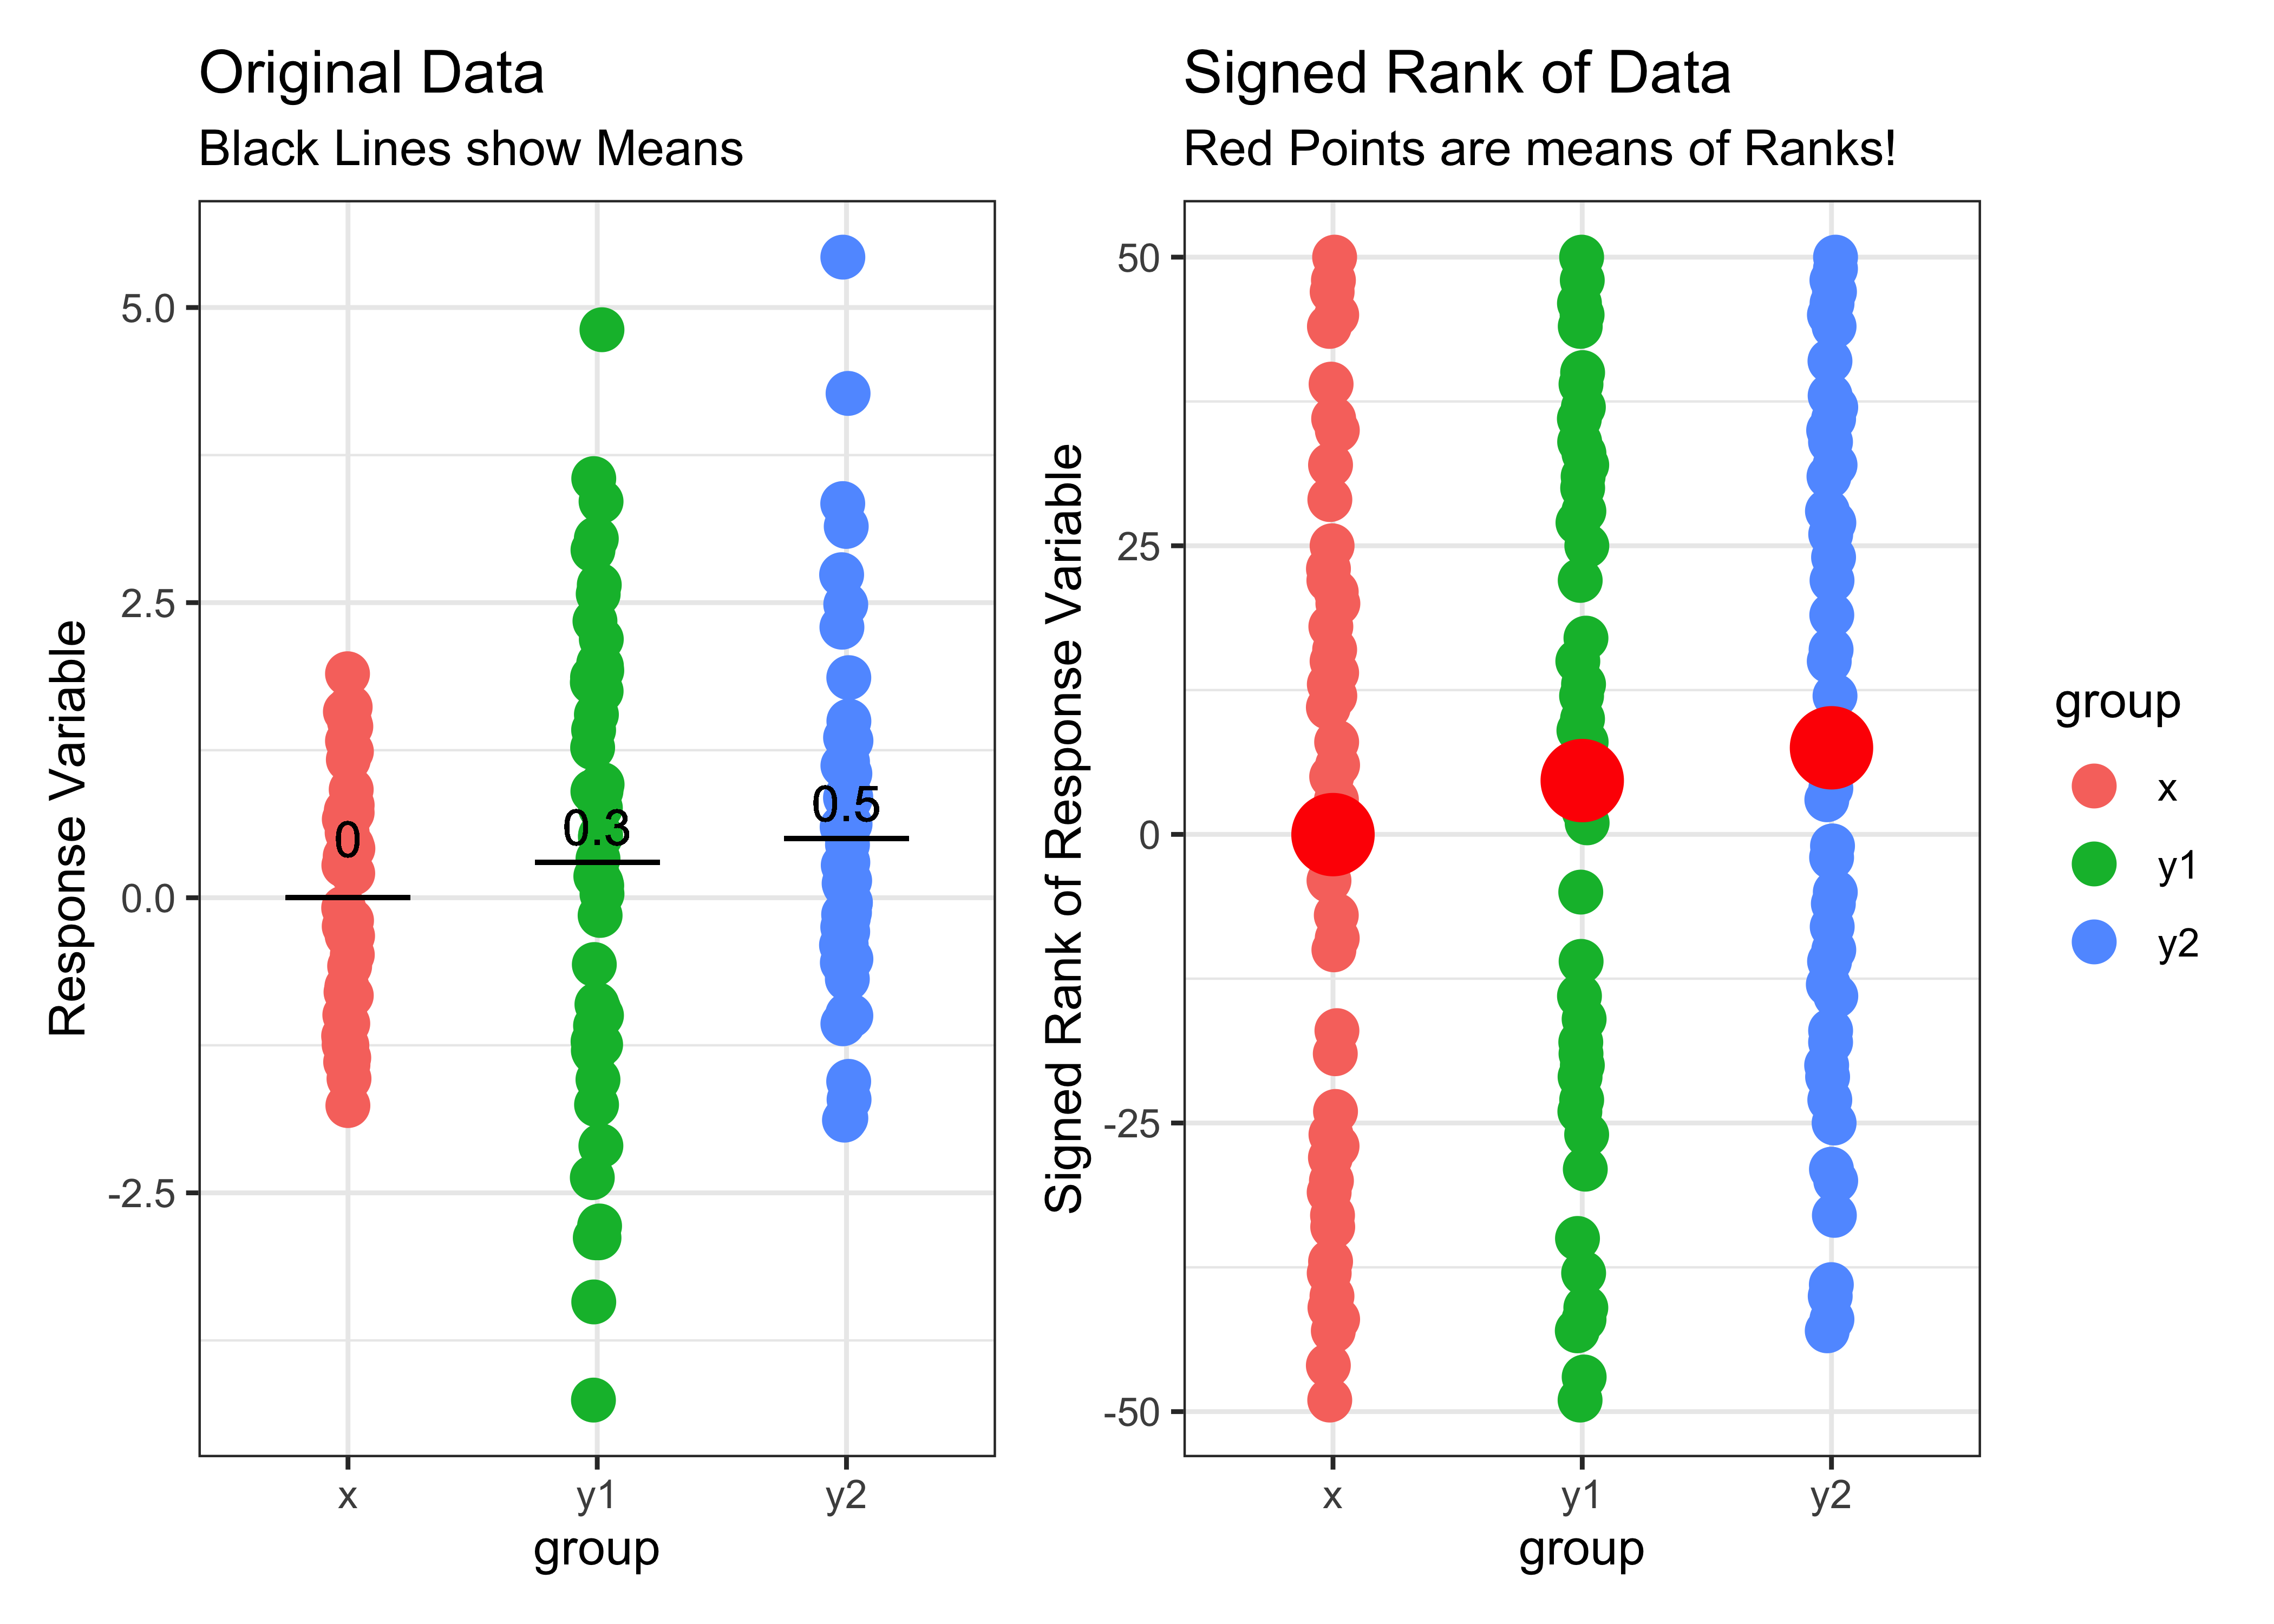 Original Data
Black Lines show Means
Response Variable
5.0
2.5
0.0
-2.5
0
0.3
0.5
x
y1
y2
group
Signed Rank of Data
Red Points are means of Ranks!
Signed Rank of Response Variable
50
25
0
-25
-50
x
y1
y2
group
group
x
y1
y2